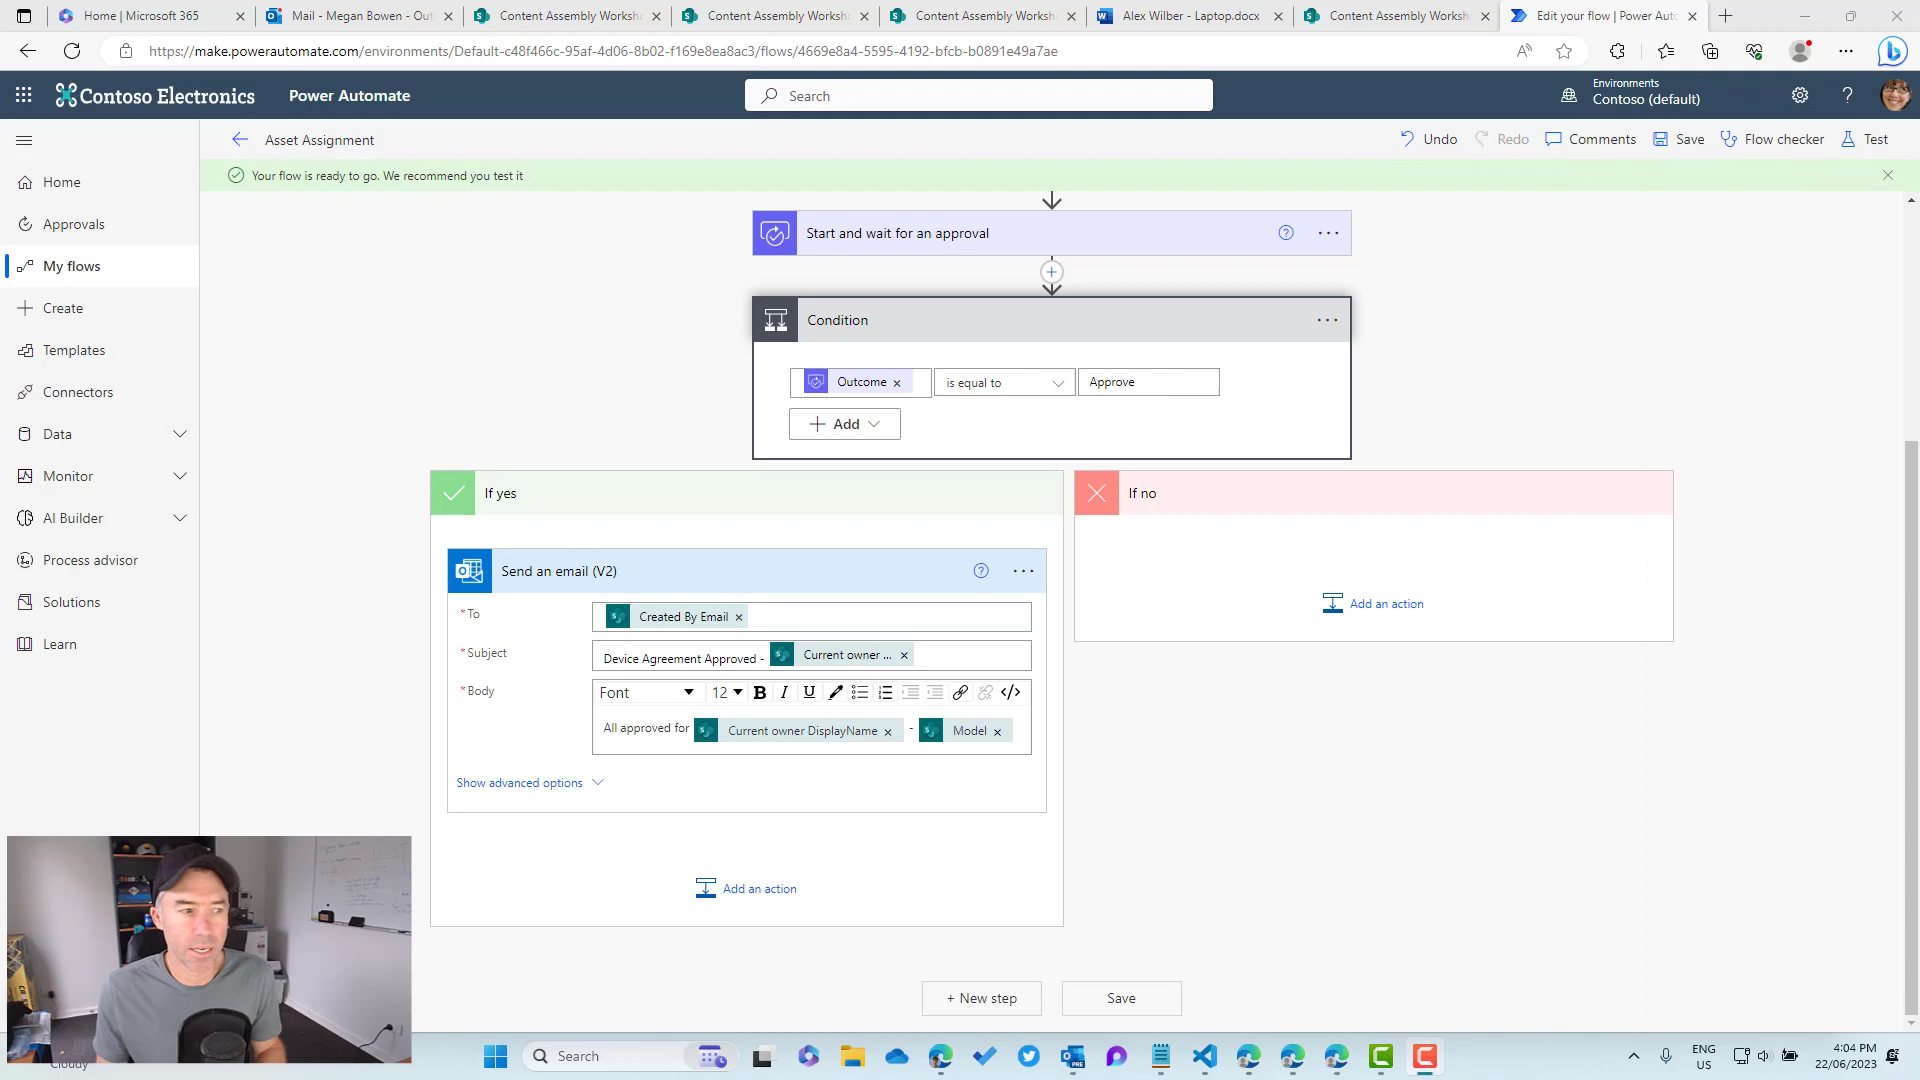 Home | Microsoft 365
Mail - Megan Bowen - Out
Content Assembly Worksh
Content Assembly Worksh
Content Assembly Worksh
Alex Wilber - Laptop.docx
Content Assembly Worksh
Edit your flow | Power Auto
https://make.powerautomate.com/environments/Default-c48f466c-95af-4d06-8b02-f169e8ea8ac3/flows/4669e8a4-5595-4192-bfcb-b0891e49a7ae
Contoso Electronics
Power Automate
Search
Environments
Contoso (default)
Asset Assignment
Undo
Redo
Comments
Save
Flow checker
Test
Your flow is ready to go. We recommend you test it
Home
Approvals
My flows
Create
Templates
Connectors
Data
Monitor
AI Builder
Process advisor
Solutions
Learn
Start and wait for an approval
Condition
Outcome
is equal to
Approve
Add
If yes
Send an email (V2)
* To
Created By Email
* Subject
Device Agreement Approved - Current owner ...
* Body
Font
12
B
I
U
All approved for Current owner DisplayName - Model
Show advanced options
Add an action
If no
Add an action
+ New step
Save
Cloudy
Search
ENG
US
4:04 PM
22/06/2023